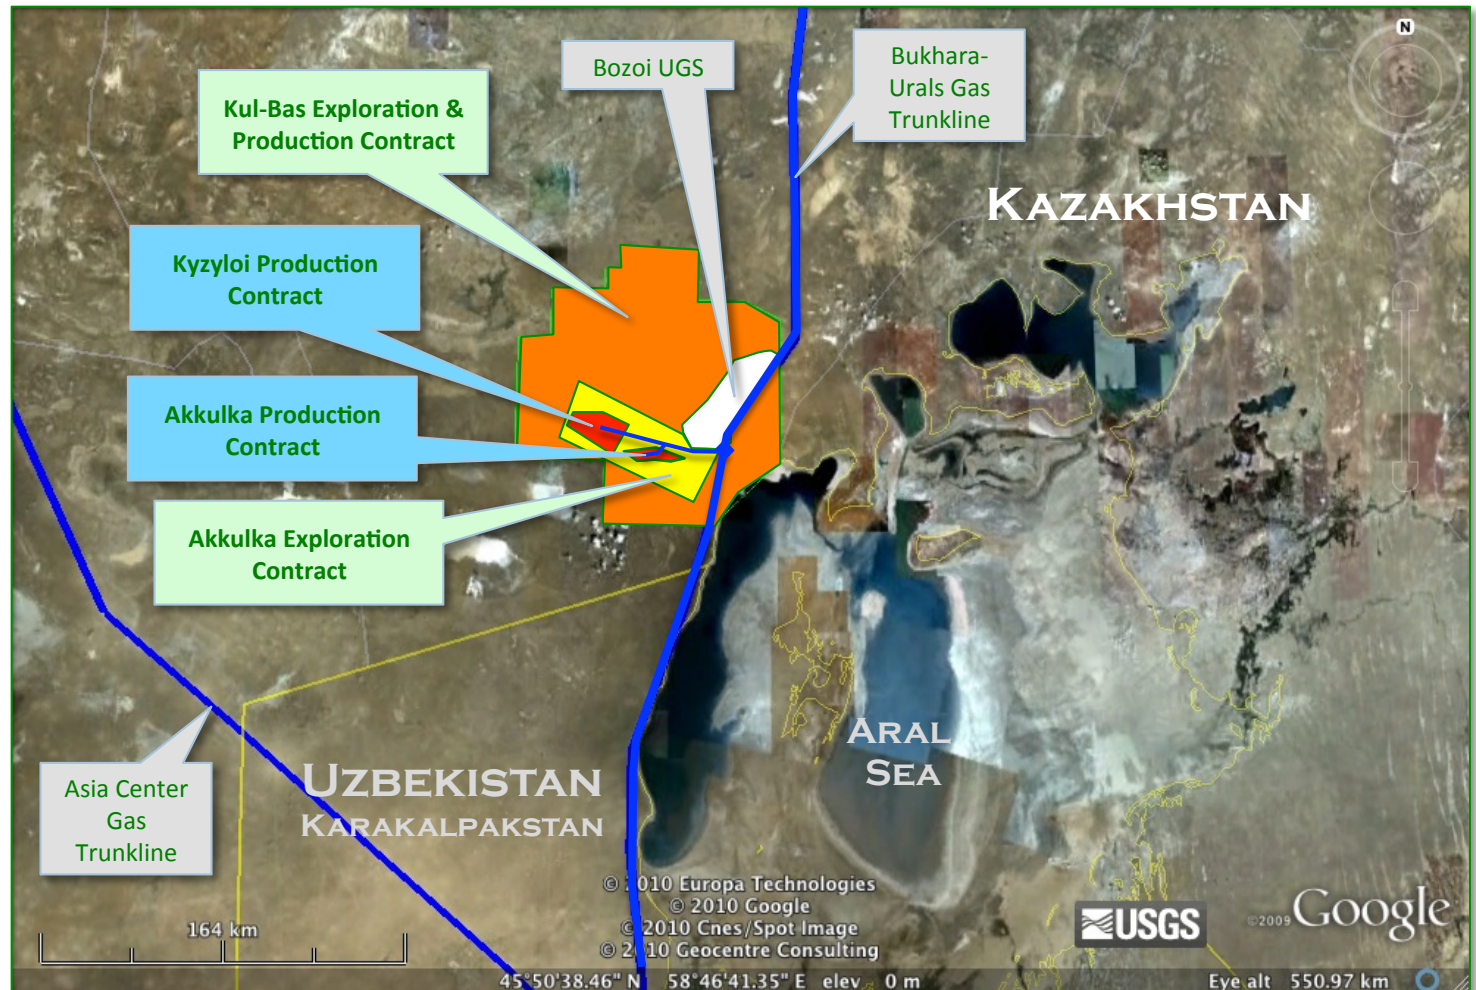 N
Bozoi UGS
Bukhara-
Urals Gas
Trunkline
Kul-Bas Exploration &
Production Contract
KAZAKHSTAN
Kyzyloi Production
Contract
Akkulka Production
Contract
Akkulka Exploration
Contract
ARAL
SEA
Asia Center
Gas
Trunkline
UZBEKISTAN
KARAKALPAKSTAN
© 2010 Europa Technologies
© 2010 Google
© 2010 Cnes/Spot Image
© 2010 Geocentre Consulting
164 km
USGS
©2009 Google
45°50'38.46" N 58°46'41.35" E elev 0 m
Eye alt 550.97 km